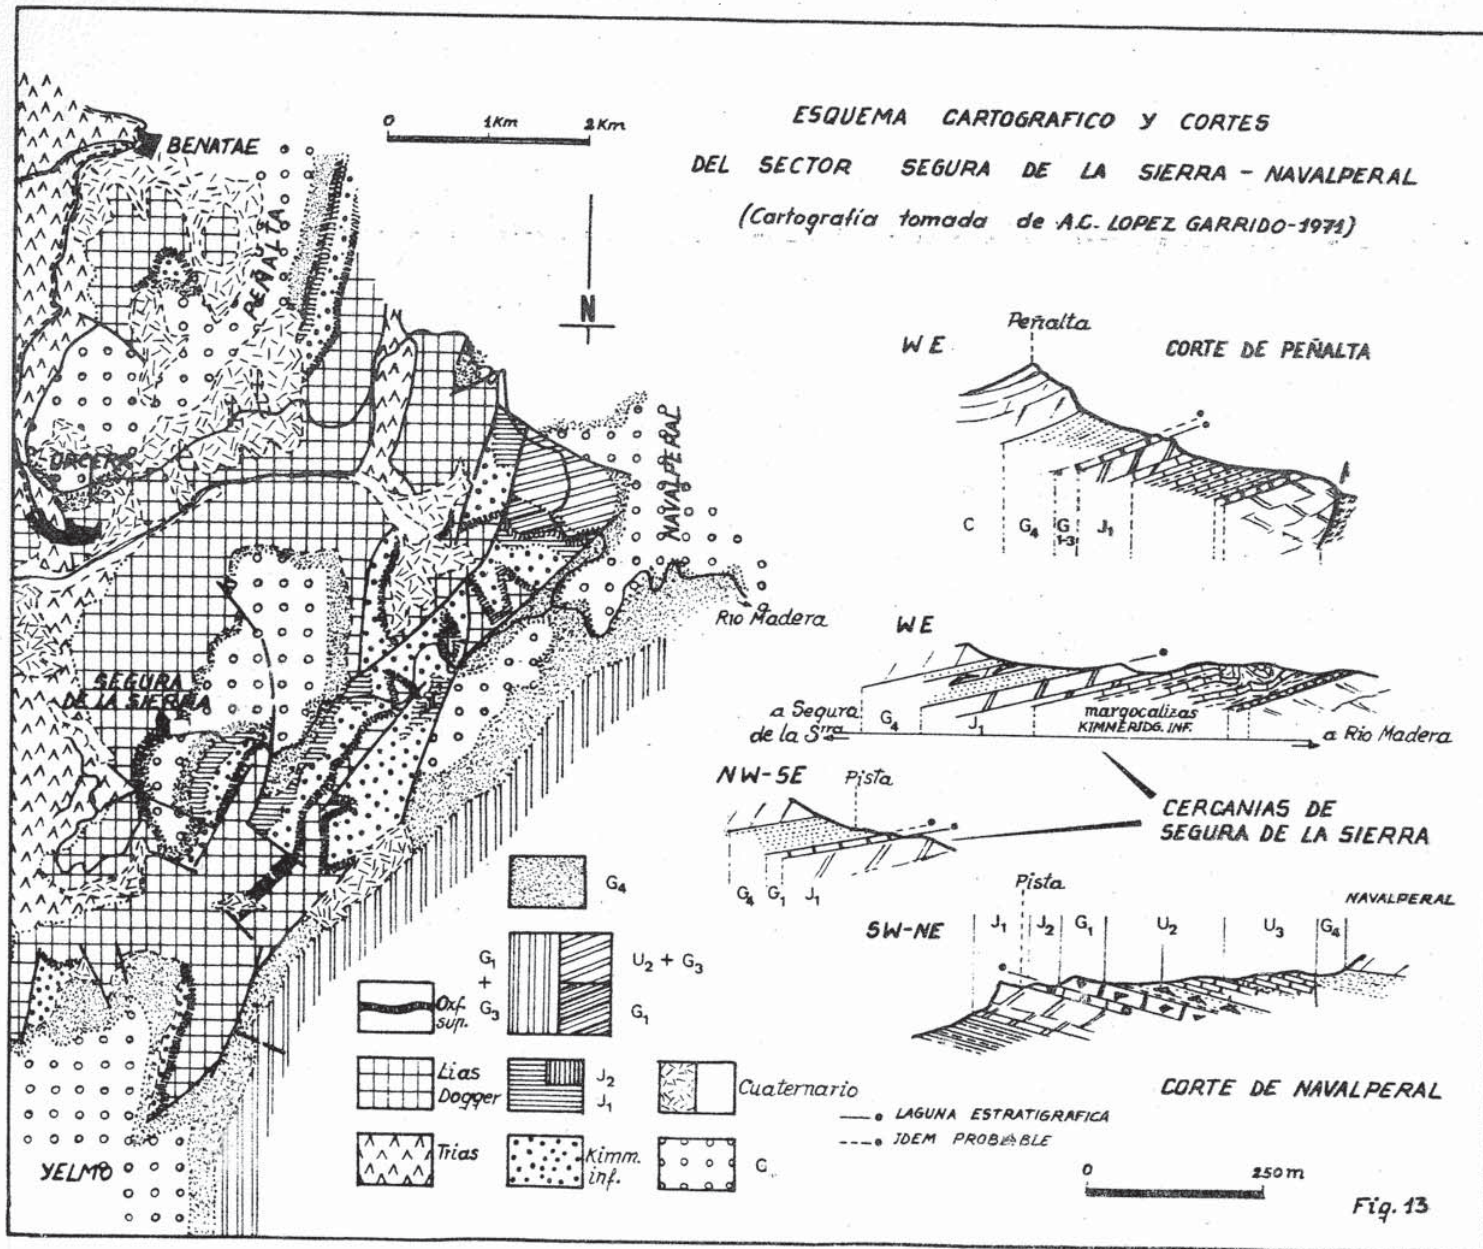 ESQUEMA CARTOGRAFICO Y CORTES
DEL SECTOR SEGURA DE LA SIERRA - NAVALPERAL
(Cartografía tomada de A.C. LOPEZ GARRIDO-1971)
0 1Km 2Km
N
BENATAE
PEÑALTA
ORCERA
NAVALPERAL
Rio Madera
SEGURA
DE LA SIERRA
YELMO
Peñalta
W E
CORTE DE PEÑALTA
C G4 G 1-3 J1
W E
a Segura
de la Srra
G4 J1
margocalizas
KIMMERIDG. INF.
a Rio Madera
NW-SE Pista
G4 G1 J1
CERCANIAS DE
SEGURA DE LA SIERRA
Pista
NAVALPERAL
SW-NE
J1 J2 G1 U2 U3 G4
CORTE DE NAVALPERAL
LAGUNA ESTRATIGRAFICA
IDEM PROBABLE
0 250m
Fig. 13
G4
G1
+
G3
U2 + G3
G1
Oxf.
sup.
Lias
Dogger
J2
J1
Cuaternario
Trias
Kimm.
inf.
C